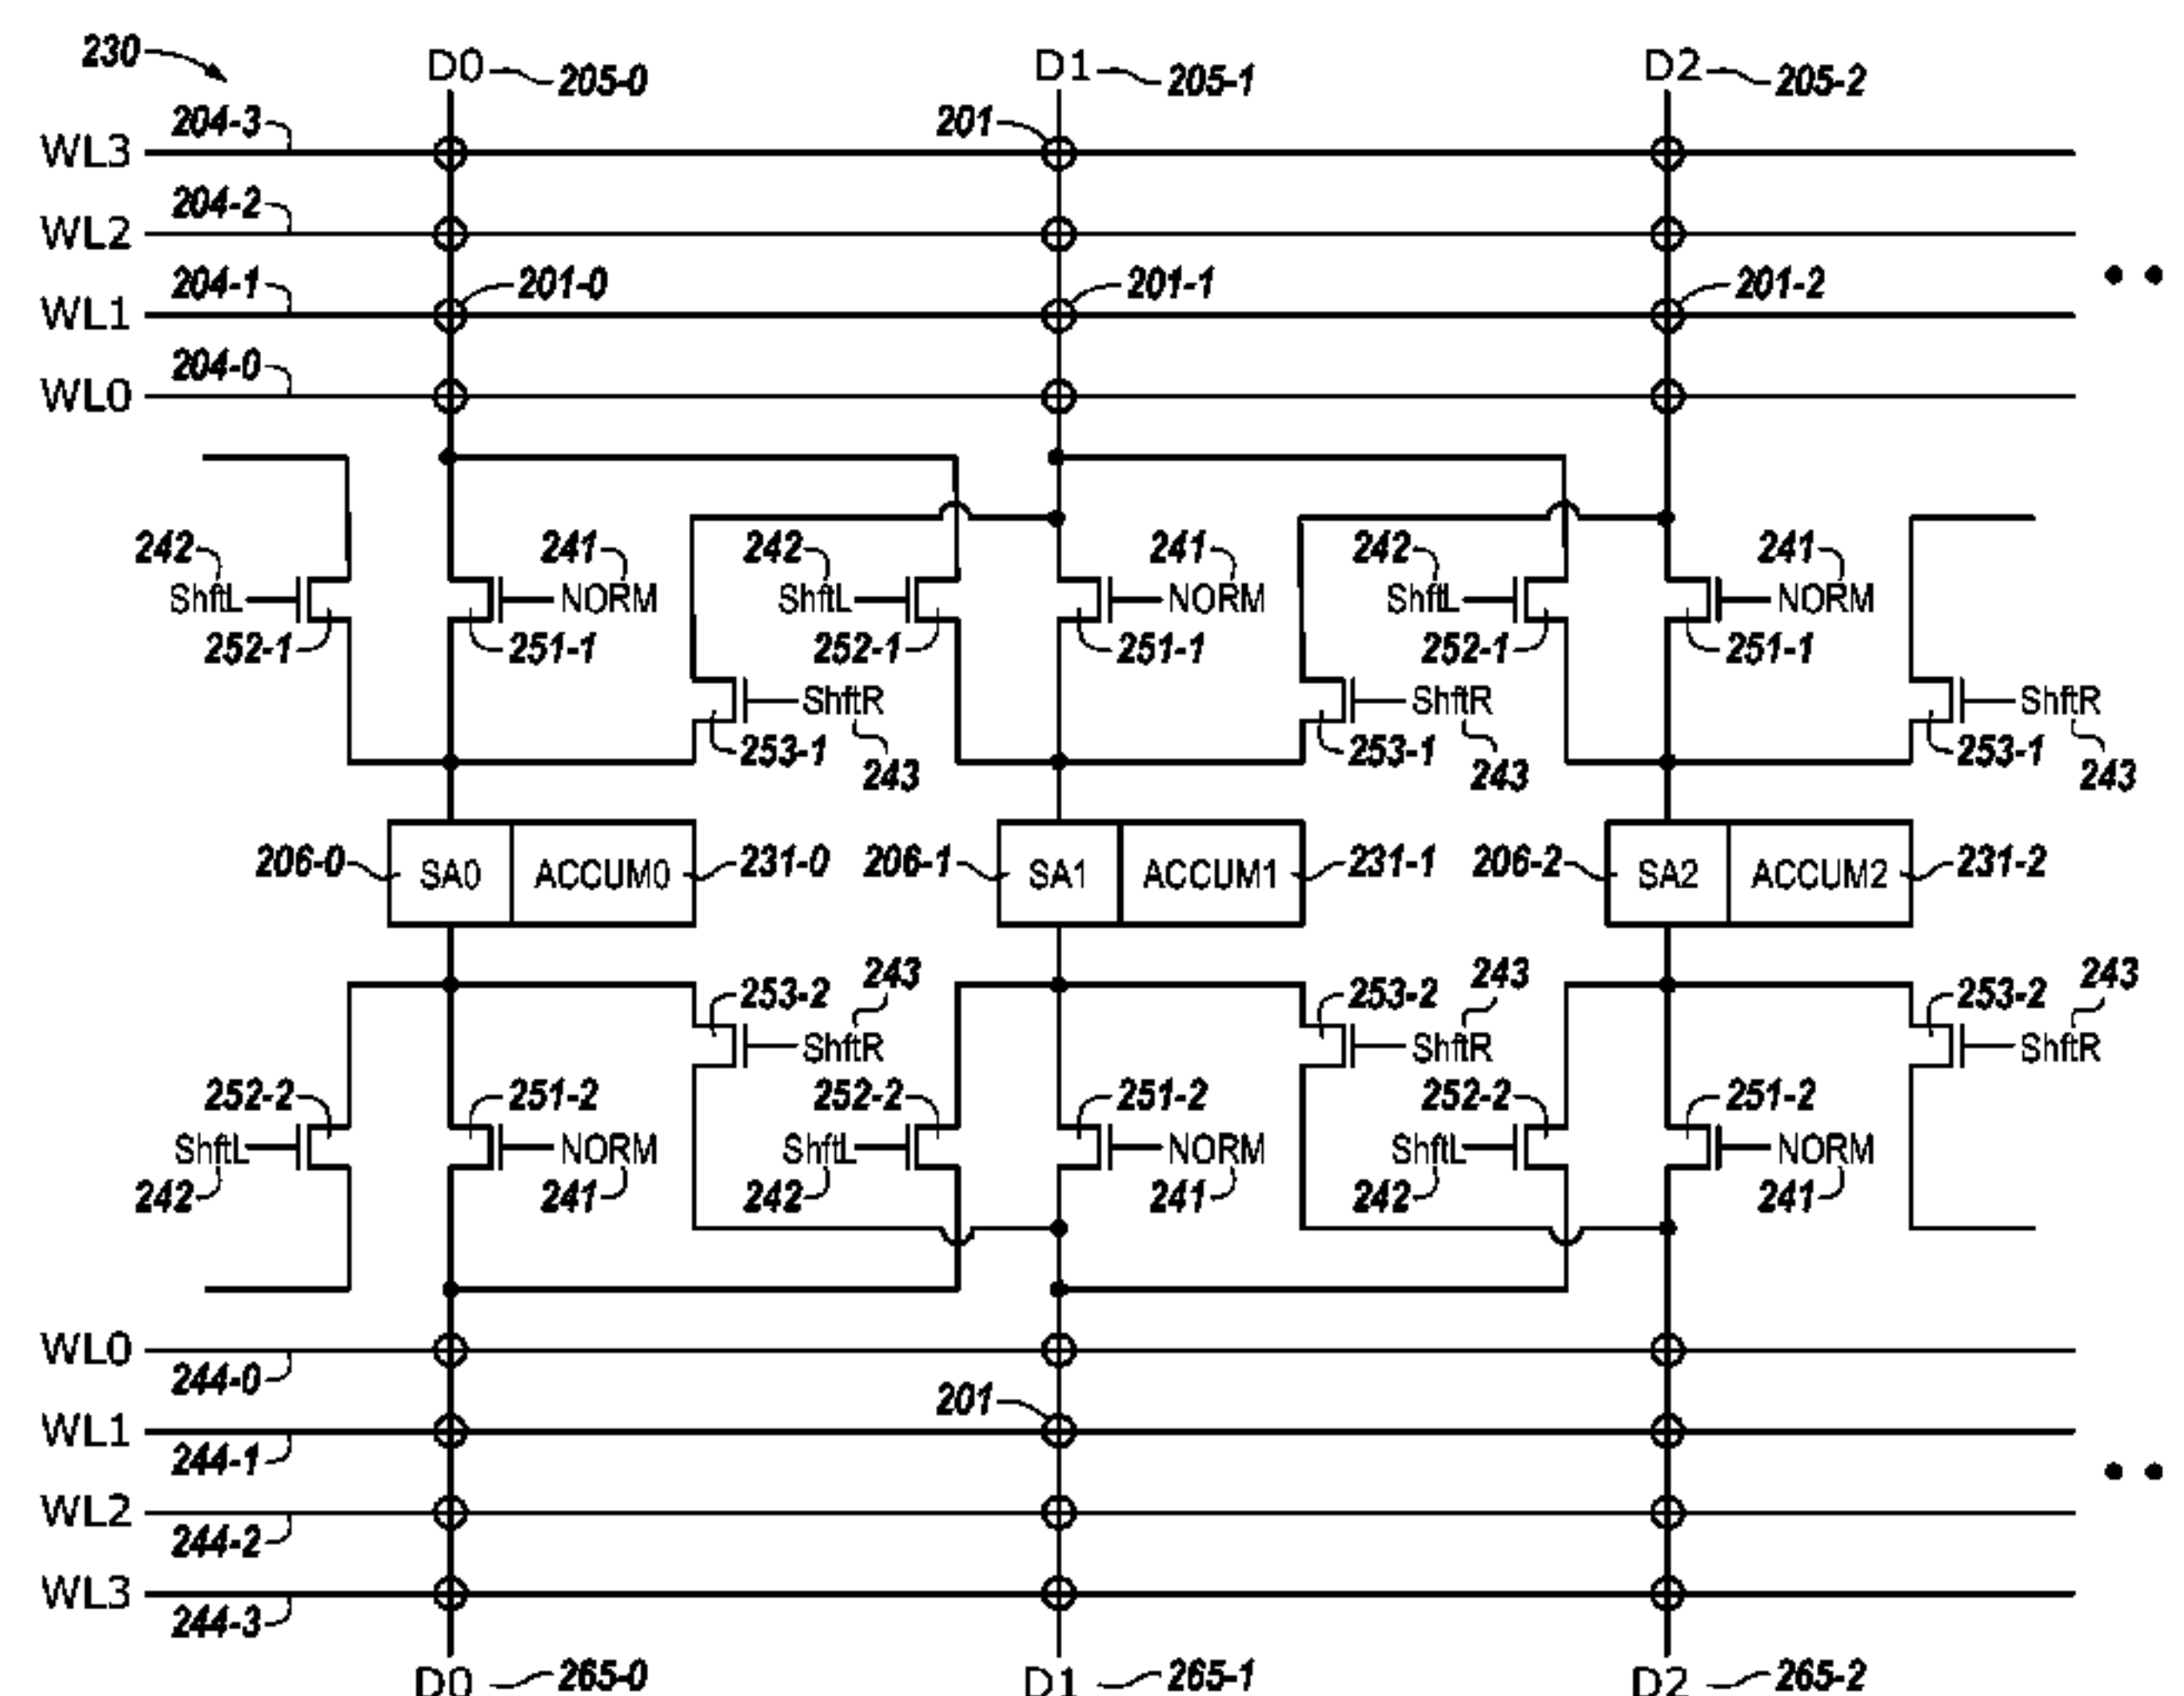 230
D0 205-0 D1 205-1 D2 205-2
WL3 204-3 201
WL2 204-2
WL1 204-1 201-0 201-1 201-2
WL0 204-0
242 241 242 241 242 241
ShftL NORM ShftL NORM ShftL NORM
252-1 251-1 252-1 251-1 252-1 251-1
ShftR ShftR ShftR
253-1 243 253-1 243 253-1 243
206-0 SA0 ACCUM0 231-0 206-1 SA1 ACCUM1 231-1 206-2 SA2 ACCUM2 231-2
253-2 243 253-2 243 253-2 243
ShftR ShftR ShftR
252-2 251-2 252-2 251-2 252-2 251-2
ShftL NORM ShftL NORM ShftL NORM
242 241 242 241 242 241
WL0 244-0
201
WL1 244-1
WL2 244-2
WL3 244-3
D0 265-0 D1 265-1 D2 265-2